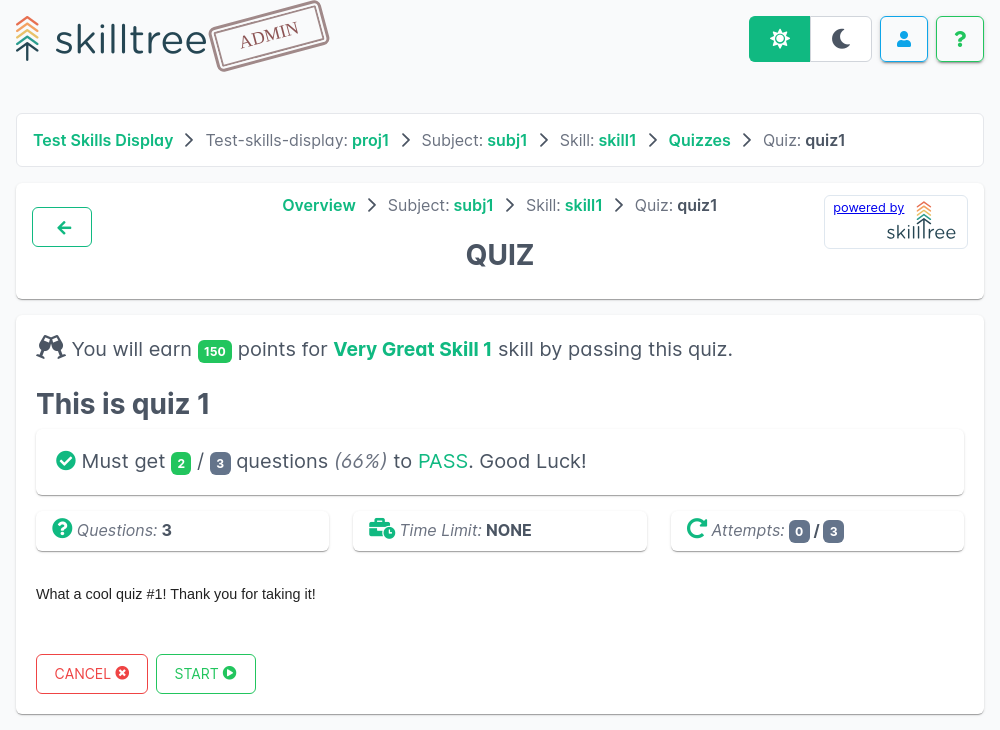 skilltree ADMIN ?
Test Skills Display > Test-skills-display: proj1 > Subject: subj1 > Skill: skill1 > Quizzes > Quiz: quiz1
Overview > Subject: subj1 > Skill: skill1 > Quiz: quiz1
powered by
skilltree
QUIZ
You will earn 150 points for Very Great Skill 1 skill by passing this quiz.
This is quiz 1
Must get 2 / 3 questions (66%) to PASS. Good Luck!
Questions: 3
Time Limit: NONE
Attempts: 0 / 3
What a cool quiz #1! Thank you for taking it!
CANCEL
START